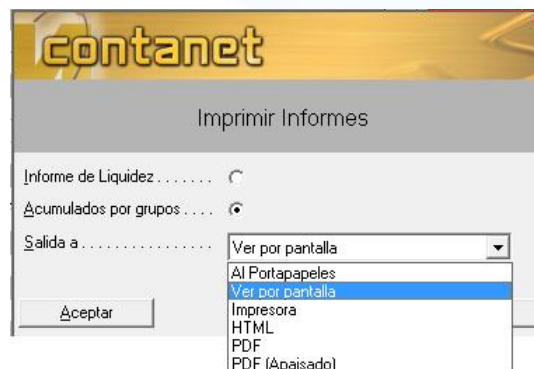 contanet
Imprimir Informes
Informe de Liquidez . . . . . . .
Acumulados por grupos . . . .
Salida a . . . . . . . . . . . . . . . . Ver por pantalla
Al Portapapeles
Ver por pantalla
Aceptar Impresora
HTML
PDF
PDF (Apaisado)